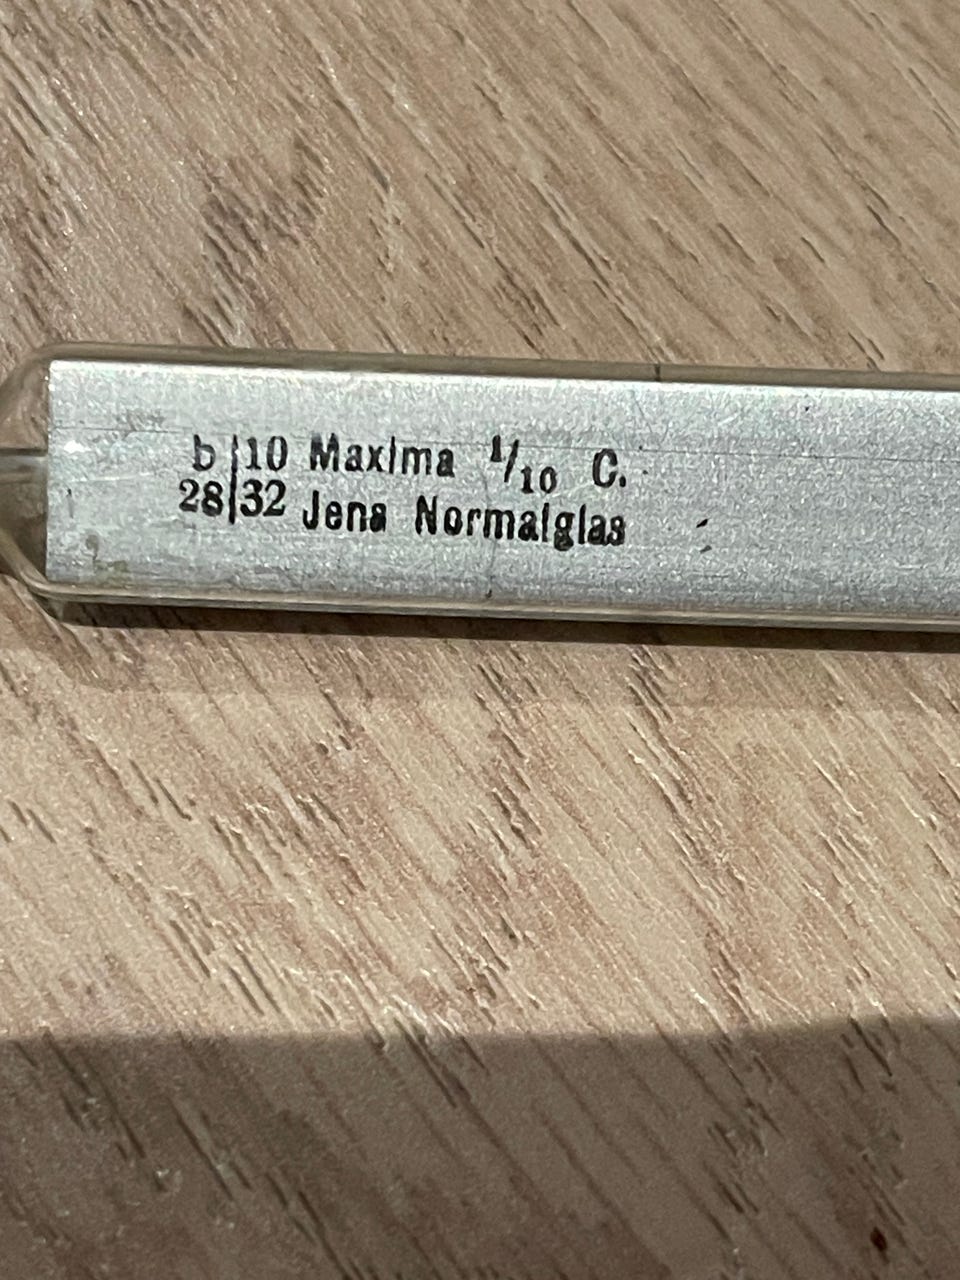 b|10 Maxima 1/10 C.
28|32 Jena Normalglas